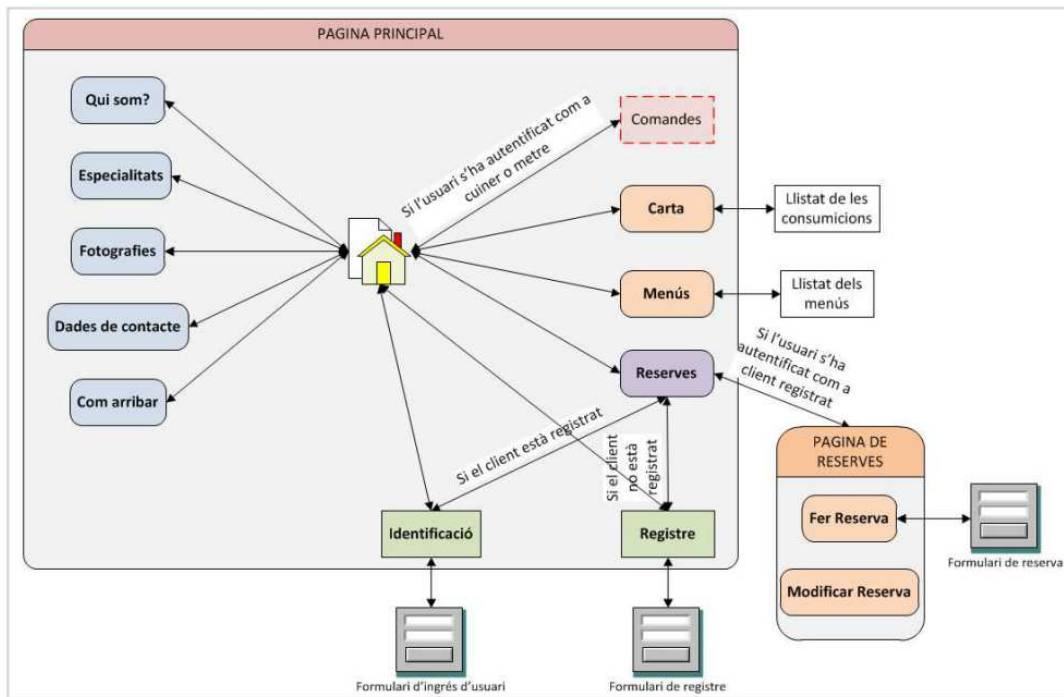 PAGINA PRINCIPAL
Qui som?
Especialitats
Fotografies
Dades de contacte
Com arribar
Si l'usuari s'ha autentificat com a
cuiner o metre
Comandes
Carta
Llistat de les
consumicions
Menús
Llistat dels
menús
Reserves
Si l'usuari s'ha
autentificat com a
client registrat
Si el client està registrat
Si el client
no està
registrat
Identificació
Registre
PAGINA DE
RESERVES
Fer Reserva
Modificar Reserva
Formulari de reserva
Formulari d'ingrés d'usuari
Formulari de registre